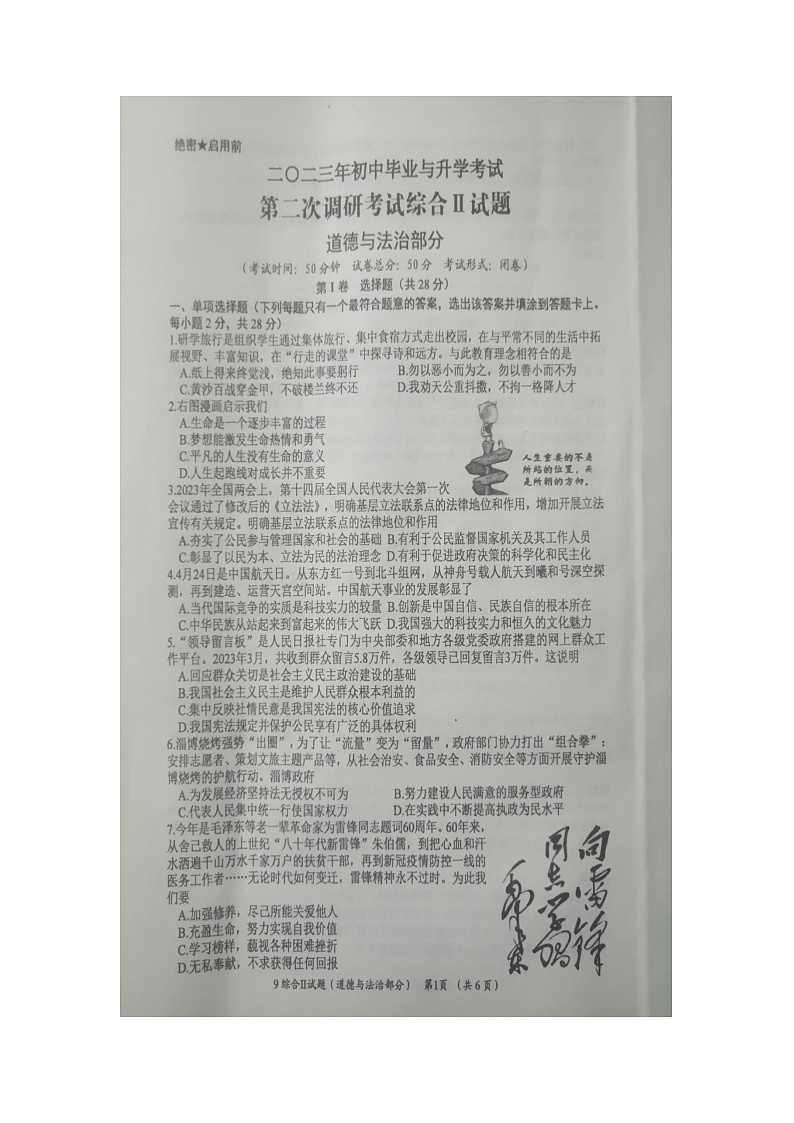 绝密★启用前
二〇二三年初中毕业与升学考试
第二次调研考试综合Ⅱ试题
道德与法治部分
（考试时间：50分钟 试卷总分：50分 考试形式：闭卷）
第Ⅰ卷 选择题（共28分）
一、单项选择题（下列每题只有一个最符合题意的答案，选出该答案并填涂到答题卡上。
每小题2分，共28分）
1.研学旅行是组织学生通过集体旅行、集中食宿方式走出校园，在与平常不同的生活中拓
展视野、丰富知识，在“行走的课堂”中探寻诗和远方。与此教育理念相符合的是
A.纸上得来终觉浅，绝知此事要躬行 B.勿以恶小而为之，勿以善小而不为
C.黄沙百战穿金甲，不破楼兰终不还 D.我劝天公重抖擞，不拘一格降人才
2.右图漫画启示我们
A.生命是一个逐步丰富的过程
B.梦想能激发生命热情和勇气
C.平凡的人生没有生命的意义
D.人生起跑线对成长并不重要
人生重要的不是
所站的位置，而
是所朝的方向。
3.2023年全国两会上，第十四届全国人民代表大会第一次
会议通过了修改后的《立法法》，明确基层立法联系点的法律地位和作用，增加开展立法
宣传有关规定。明确基层立法联系点的法律地位和作用
A.夯实了公民参与管理国家和社会的基础 B.有利于公民监督国家机关及其工作人员
C.彰显了以民为本、立法为民的法治理念 D.有利于促进政府决策的科学化和民主化
4.4月24日是中国航天日。从东方红一号到北斗组网，从神舟号载人航天到曦和号深空探
测，再到建造、运营天宫空间站。中国航天事业的发展彰显了
A.当代国际竞争的实质是科技实力的较量 B.创新是中国自信、民族自信的根本所在
C.中华民族从站起来到富起来的伟大飞跃 D.我国强大的科技实力和恒久的文化魅力
5.“领导留言板”是人民日报社专门为中央部委和地方各级党委政府搭建的网上群众工
作平台。2023年3月，共收到群众留言5.8万件，各级领导已回复留言3万件。这说明
A.回应群众关切是社会主义民主政治建设的基础
B.我国社会主义民主是维护人民群众根本利益的
C.集中反映社情民意是我国宪法的核心价值追求
D.我国宪法规定并保护公民享有广泛的具体权利
6.淄博烧烤强势“出圈”，为了让“流量”变为“留量”，政府部门协力打出“组合拳”：
安排志愿者、策划文旅主题产品等，从社会治安、食品安全、消防安全等方面开展守护淄
博烧烤的护航行动。淄博政府
A.为发展经济坚持法无授权不可为 B.努力建设人民满意的服务型政府
C.代表人民集中统一行使国家权力 D.在实践中不断提高执政为民水平
7.今年是毛泽东等老一辈革命家为雷锋同志题词60周年。60年来，
从舍己救人的上世纪“八十年代新雷锋”朱伯儒，到把心血和汗
水洒遍千山万水千家万户的扶贫干部，再到新冠疫情防控一线的
医务工作者……无论时代如何变迁，雷锋精神永不过时。为此我
们要
A.加强修养，尽己所能关爱他人
B.充盈生命，努力实现自我价值
C.学习榜样，藐视各种困难挫折
D.无私奉献，不求获得任何回报
向雷锋
同志学习
毛泽东
9综合Ⅱ试题（道德与法治部分） 第1页 （共6页）